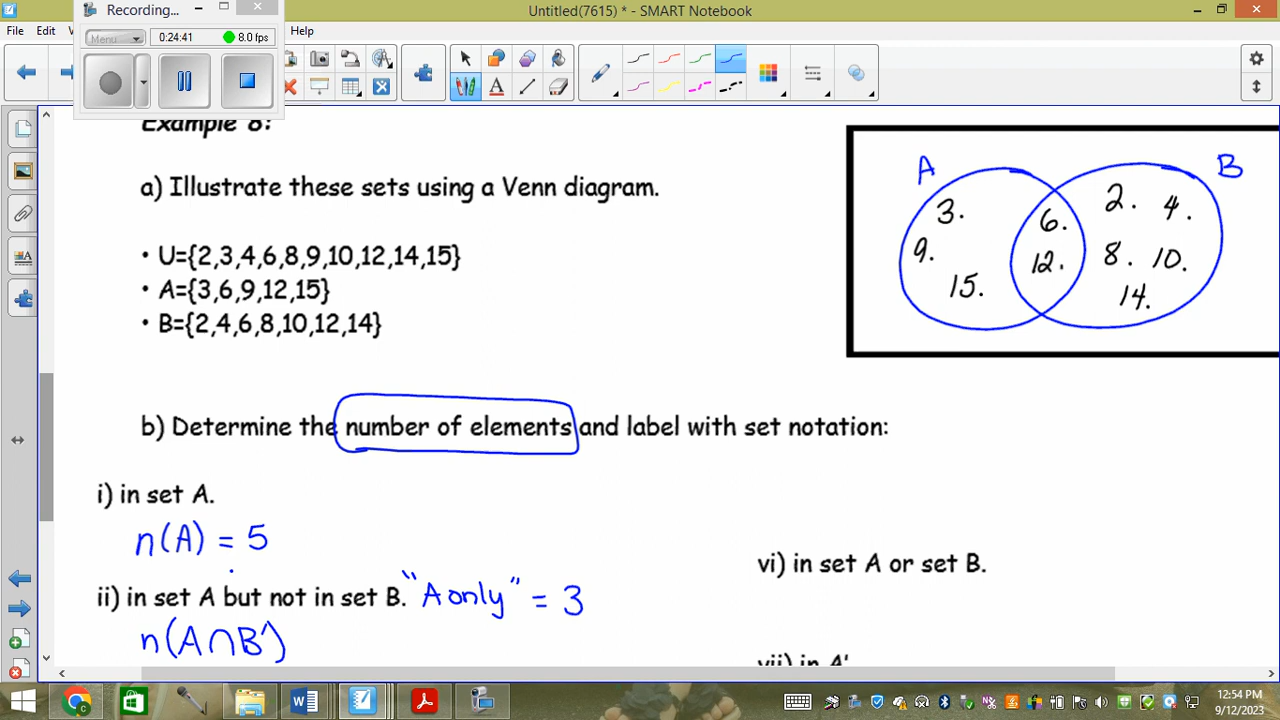 Recording...
Untitled(7615) * - SMART Notebook
Menu
0:24:41
8.0 fps
File
Edit
Help
Example 8:
a) Illustrate these sets using a Venn diagram.
• U={2,3,4,6,8,9,10,12,14,15}
• A={3,6,9,12,15}
• B={2,4,6,8,10,12,14}
A
B
3.
6.
2.
4.
9.
12.
8.
10.
15.
14.
b) Determine the number of elements and label with set notation:
i) in set A.
n(A) = 5
ii) in set A but not in set B. "A only" = 3
n(A∩B')
vi) in set A or set B.
vii) in A'
12:54 PM
9/12/2023